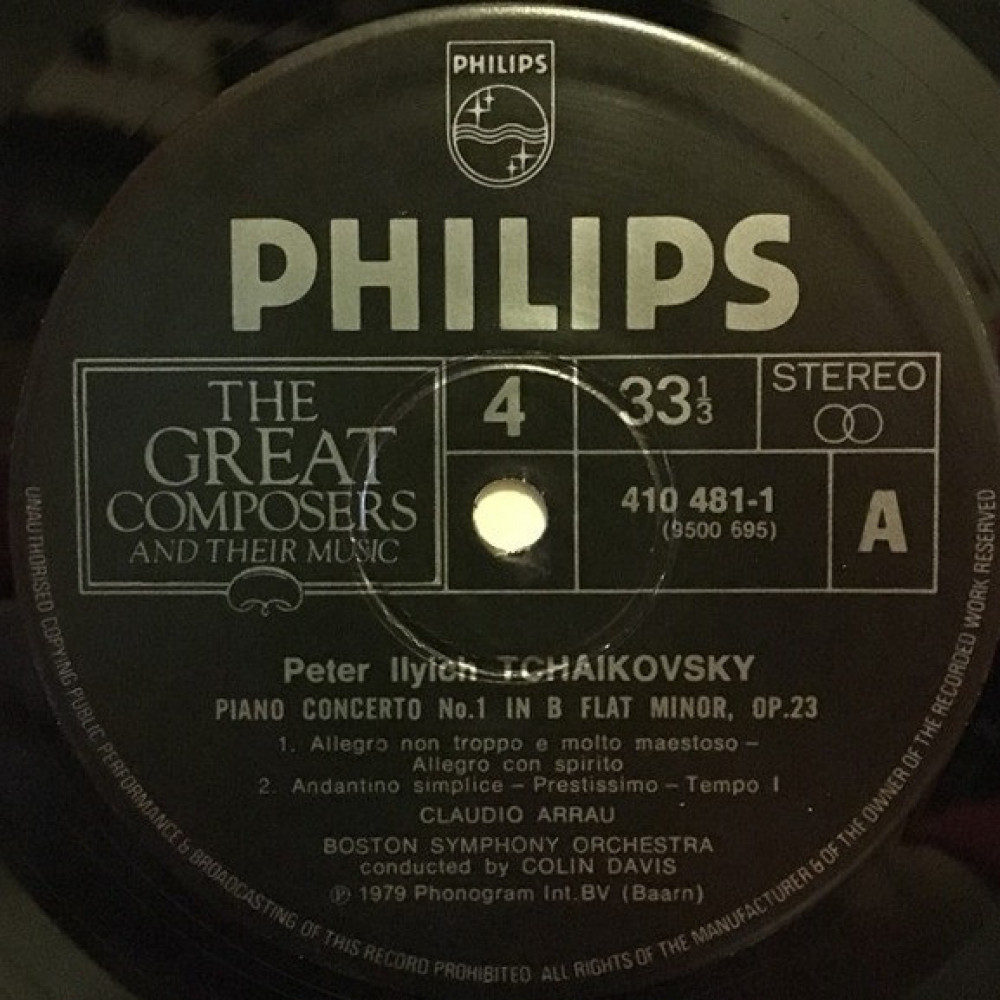 PHILIPS
PHILIPS
THE
GREAT
COMPOSERS
AND THEIR MUSIC
4
33⅓
STEREO
410 481-1
(9500 695)
A
Peter Ilyich TCHAIKOVSKY
PIANO CONCERTO No.1 IN B FLAT MINOR, OP.23
1. Allegro non troppo e molto maestoso –
Allegro con spirito
2. Andantino simplice – Prestissimo – Tempo I
CLAUDIO ARRAU
BOSTON SYMPHONY ORCHESTRA
conducted by COLIN DAVIS
℗ 1979 Phonogram Int.BV (Baarn)
UNAUTHORISED COPYING PUBLIC PERFORMANCE & BROADCASTING OF THIS RECORD PROHIBITED ALL RIGHTS OF THE MANUFACTURER & OF THE OWNER OF THE RECORDED WORK RESERVED